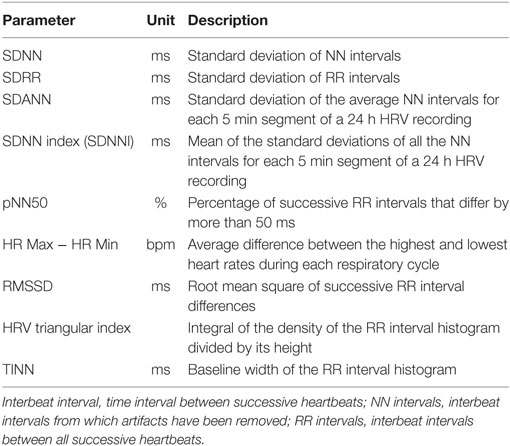 Parameter Unit Description
SDNN ms Standard deviation of NN intervals
SDRR ms Standard deviation of RR intervals
SDANN ms Standard deviation of the average NN intervals for
each 5 min segment of a 24 h HRV recording
SDNN index (SDNNI) ms Mean of the standard deviations of all the NN
intervals for each 5 min segment of a 24 h HRV
recording
pNN50 % Percentage of successive RR intervals that differ by
more than 50 ms
HR Max − HR Min bpm Average difference between the highest and lowest
heart rates during each respiratory cycle
RMSSD ms Root mean square of successive RR interval
differences
HRV triangular index Integral of the density of the RR interval histogram
divided by its height
TINN ms Baseline width of the RR interval histogram
Interbeat interval, time interval between successive heartbeats; NN intervals, interbeat
intervals from which artifacts have been removed; RR intervals, interbeat intervals
between all successive heartbeats.